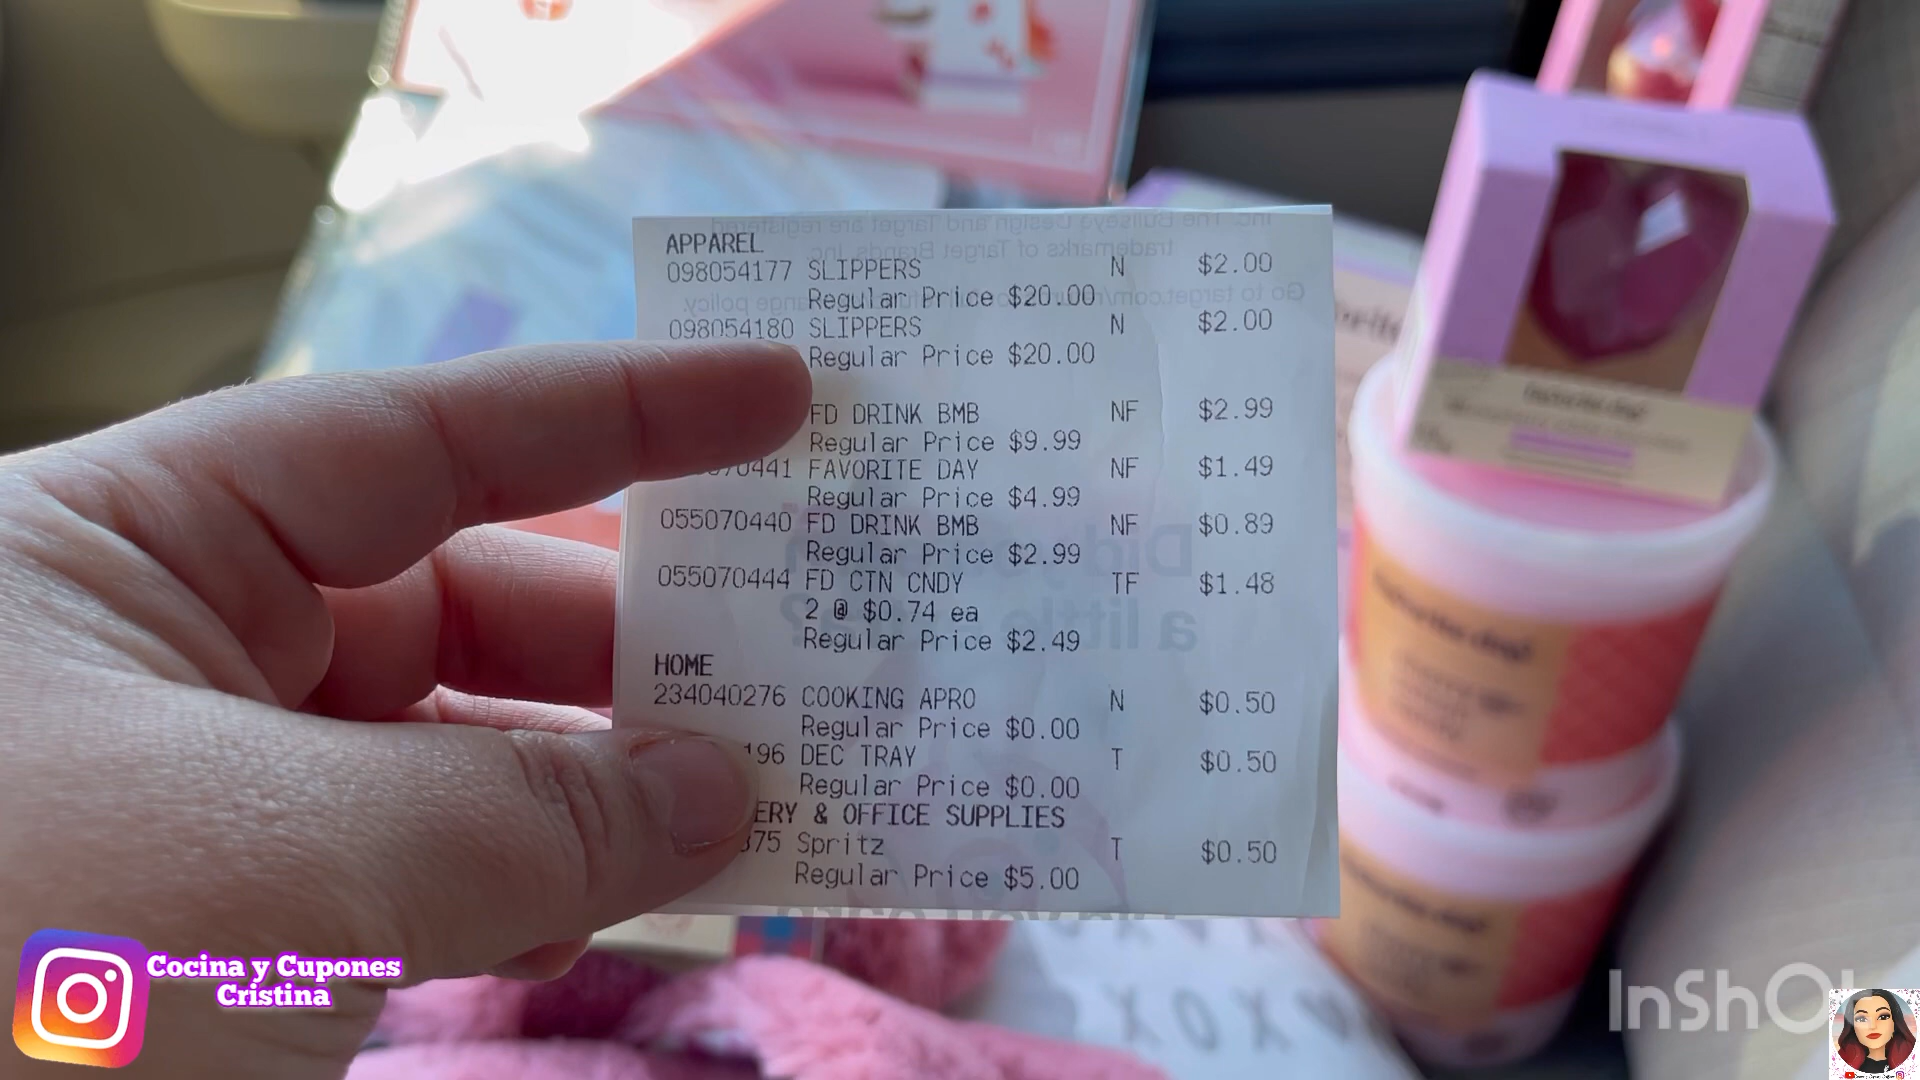 APPAREL
098054177 SLIPPERS N $2.00
Regular Price $20.00
098054180 SLIPPERS N $2.00
Regular Price $20.00
FD DRINK BMB NF $2.99
Regular Price $9.99
70441 FAVORITE DAY NF $1.49
Regular Price $4.99
055070440 FD DRINK BMB NF $0.89
Regular Price $2.99
055070444 FD CTN CNDY TF $1.48
2 @ $0.74 ea
Regular Price $2.49
HOME
234040276 COOKING APRO N $0.50
Regular Price $0.00
196 DEC TRAY T $0.50
Regular Price $0.00
ERY & OFFICE SUPPLIES
375 Spritz T $0.50
Regular Price $5.00
Cocina y Cupones
Cristina
InShO